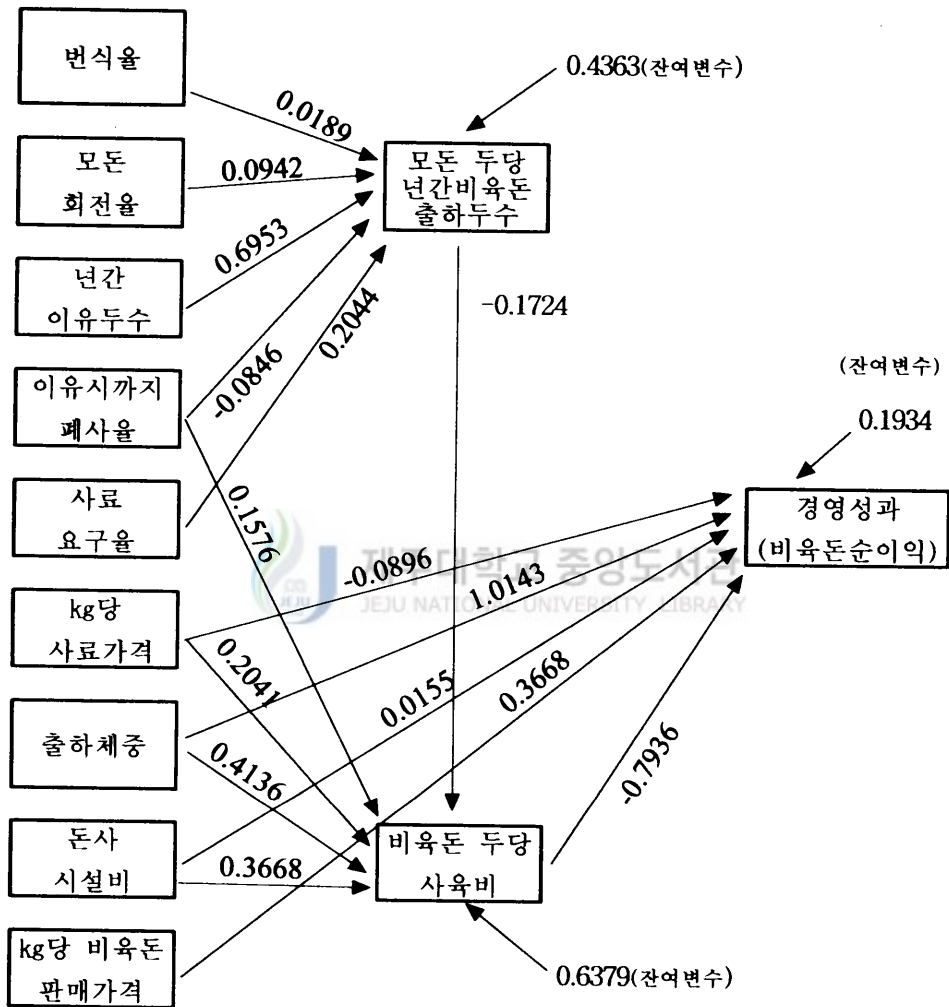 번식율
모돈
회전율
년간
이유두수
이유시까지
폐사율
사료
요구율
kg당
사료가격
출하체중
돈사
시설비
kg당 비육돈
판매가격
0.0189
0.0942
0.6953
-0.0846
0.2044
0.1576
0.4363(잔여변수)
모돈 두당
년간비육돈
출하두수
-0.1724
(잔여변수)
0.1934
경영성과
(비육돈순이익)
제주대학교 중앙도서관
JEJU NATIONAL UNIVERSITY LIBRARY
JEJU
-0.0896
1.0143
0.2041
0.0155
0.3668
0.4136
-0.7936
0.3668
비육돈 두당
사육비
0.6379(잔여변수)